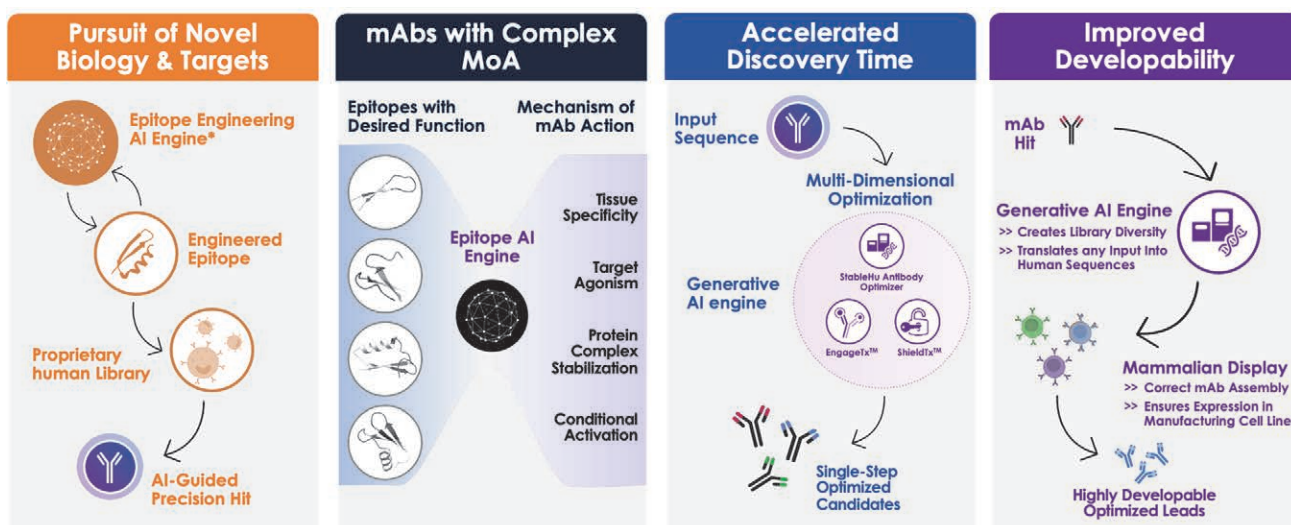 Pursuit of Novel
Biology & Targets
Epitope Engineering
AI Engine*
Engineered
Epitope
Proprietary
human Library
AI-Guided
Precision Hit
mAbs with Complex
MoA
Epitopes with
Desired Function
Mechanism of
mAb Action
Epitope AI
Engine
Tissue
Specificity
Target
Agonism
Protein
Complex
Stabilization
Conditional
Activation
Accelerated
Discovery Time
Input
Sequence
Multi-Dimensional
Optimization
Generative
AI engine
StableHu Antibody
Optimizer
EngageTx™
ShieldTx™
Single-Step
Optimized
Candidates
Improved
Developability
mAb
Hit
Generative AI Engine
>> Creates Library Diversity
>> Translates any Input Into
Human Sequences
Mammalian Display
>> Correct mAb Assembly
>> Ensures Expression in
Manufacturing Cell Line
Highly Developable
Optimized Leads